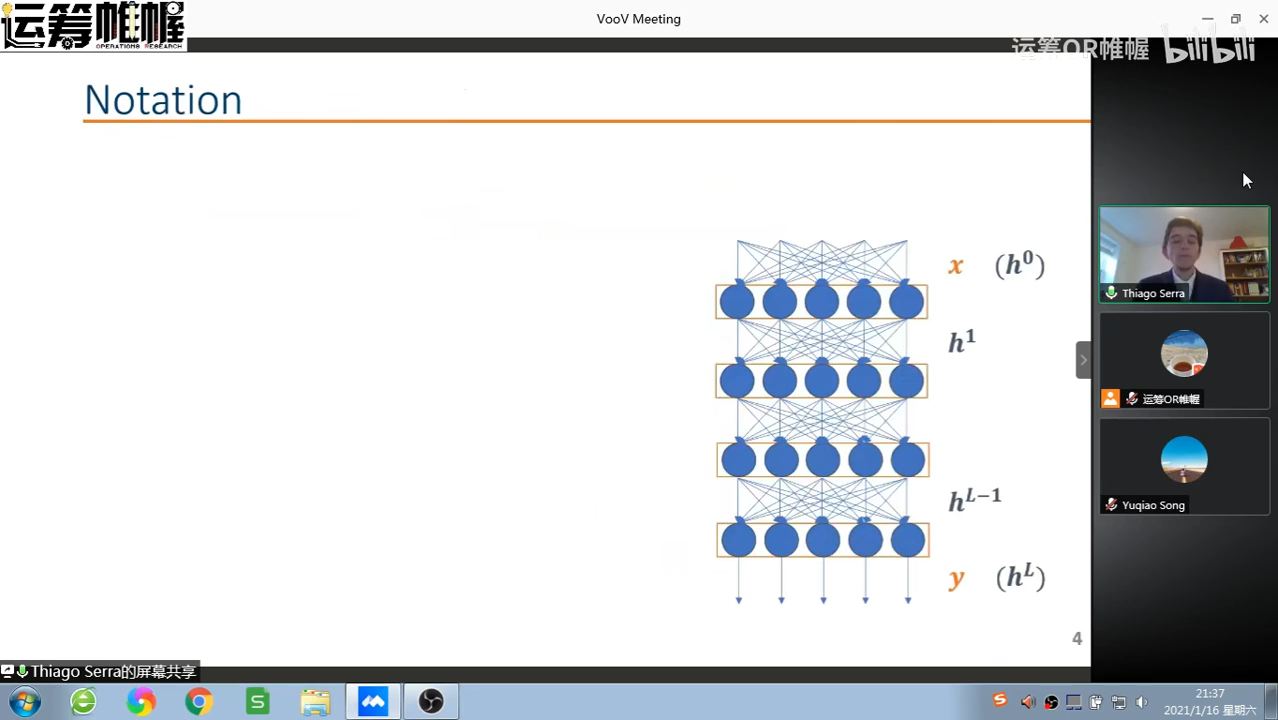 运筹帷幄
OPERATIONS RESEARCH
VooV Meeting
运筹OR帷幄 bilibili
Notation
x (h⁰)
h¹
h^{L-1}
y (h^L)
4
Thiago Serra
运筹OR帷幄
Yuqiao Song
Thiago Serra的屏幕共享
21:37
2021/1/16 星期六